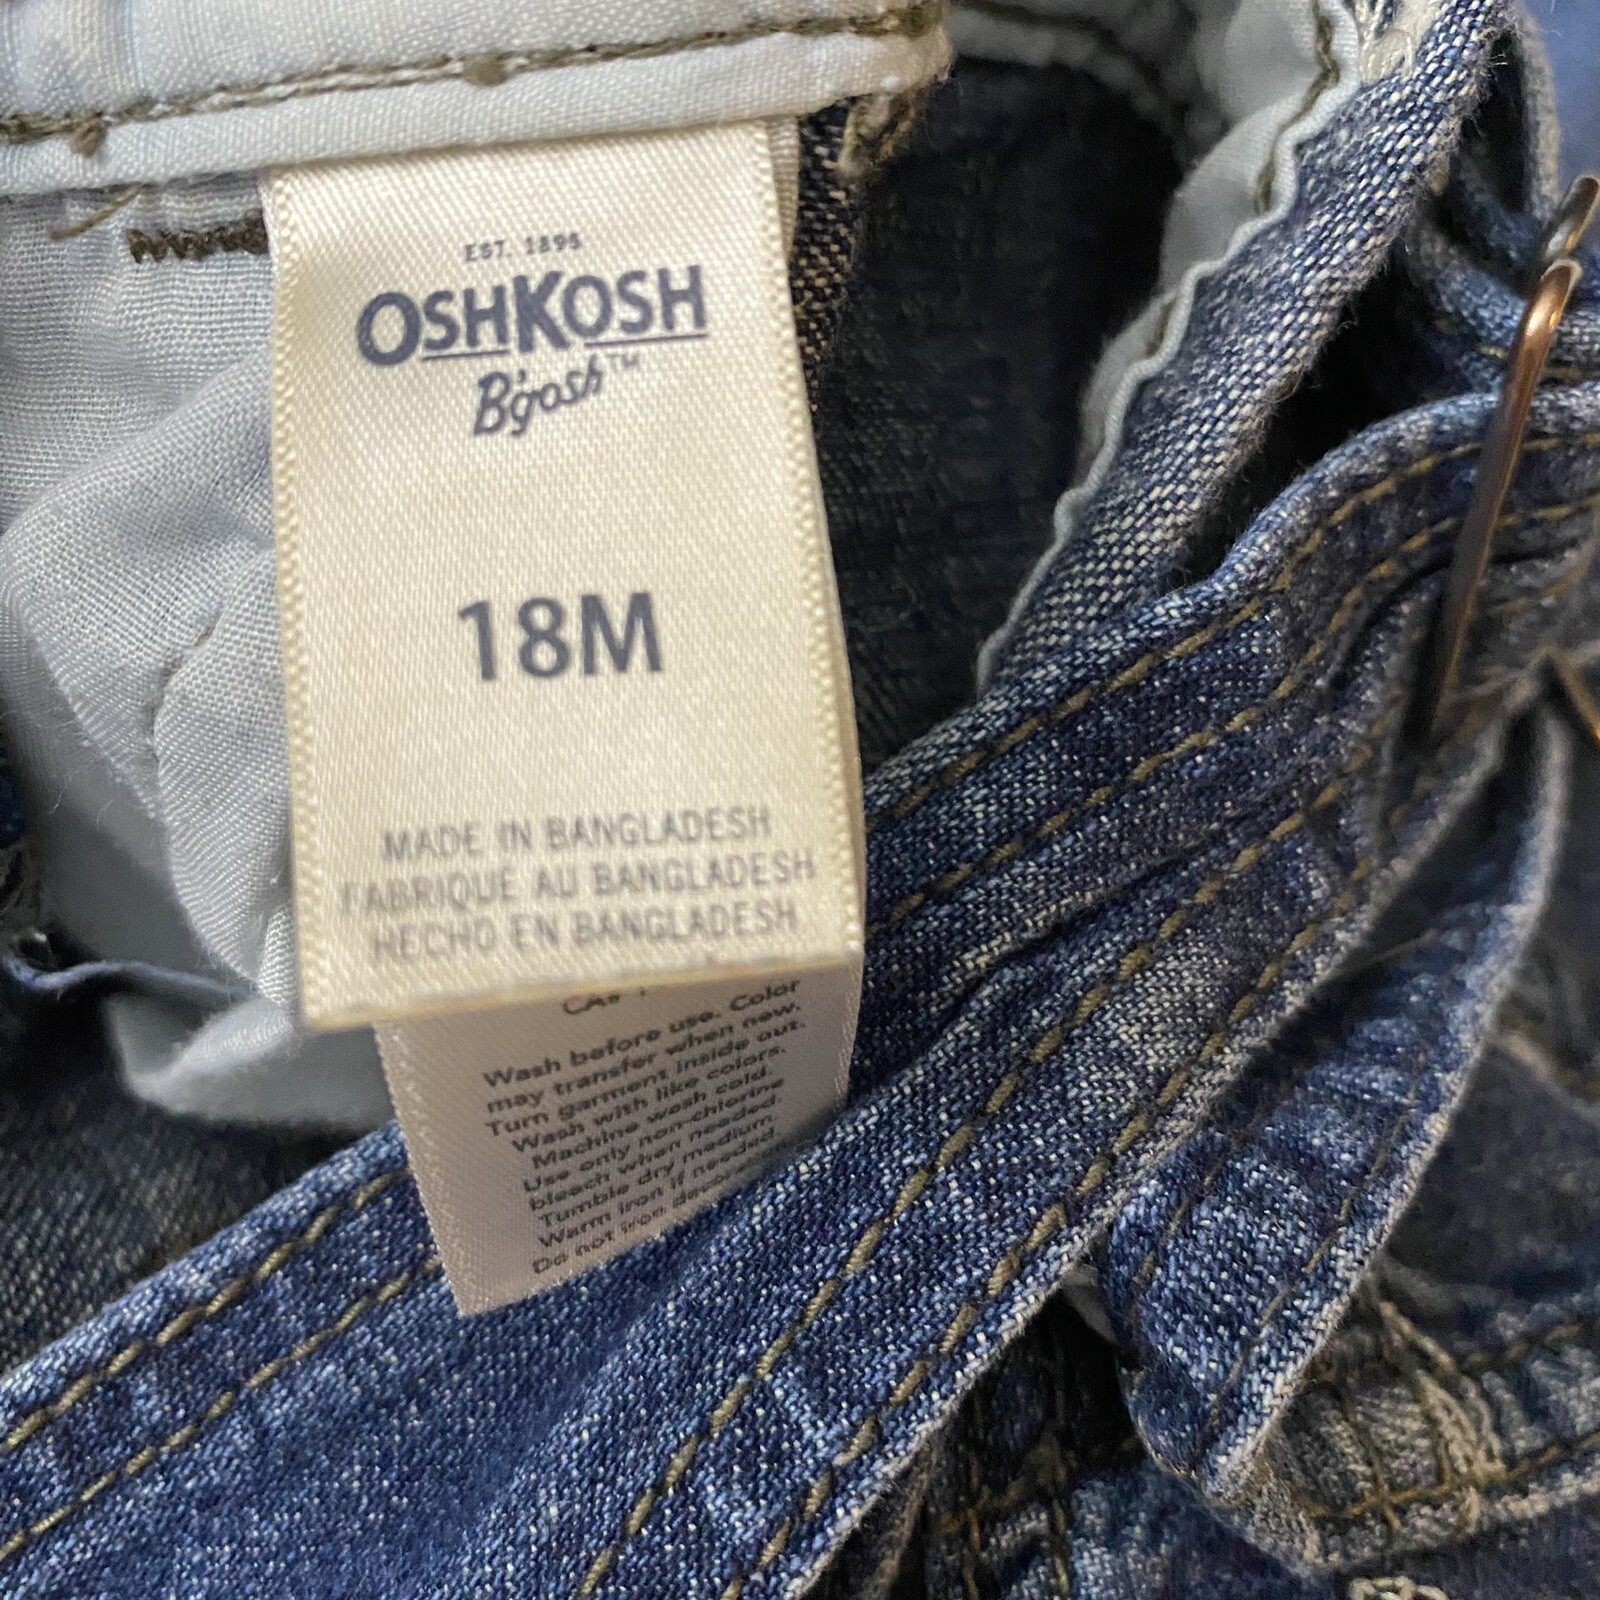 EST. 1895
OSHKOSH
B'gosh™
18M
MADE IN BANGLADESH
FABRIQUE AU BANGLADESH
HECHO EN BANGLADESH
CA#
Wash before use. Color
may transfer when new.
Turn garment inside out.
Wash with like colors.
Machine wash cold.
Use only non-chlorine
bleach when needed.
Tumble dry medium.
Warm iron if needed.
Do not iron